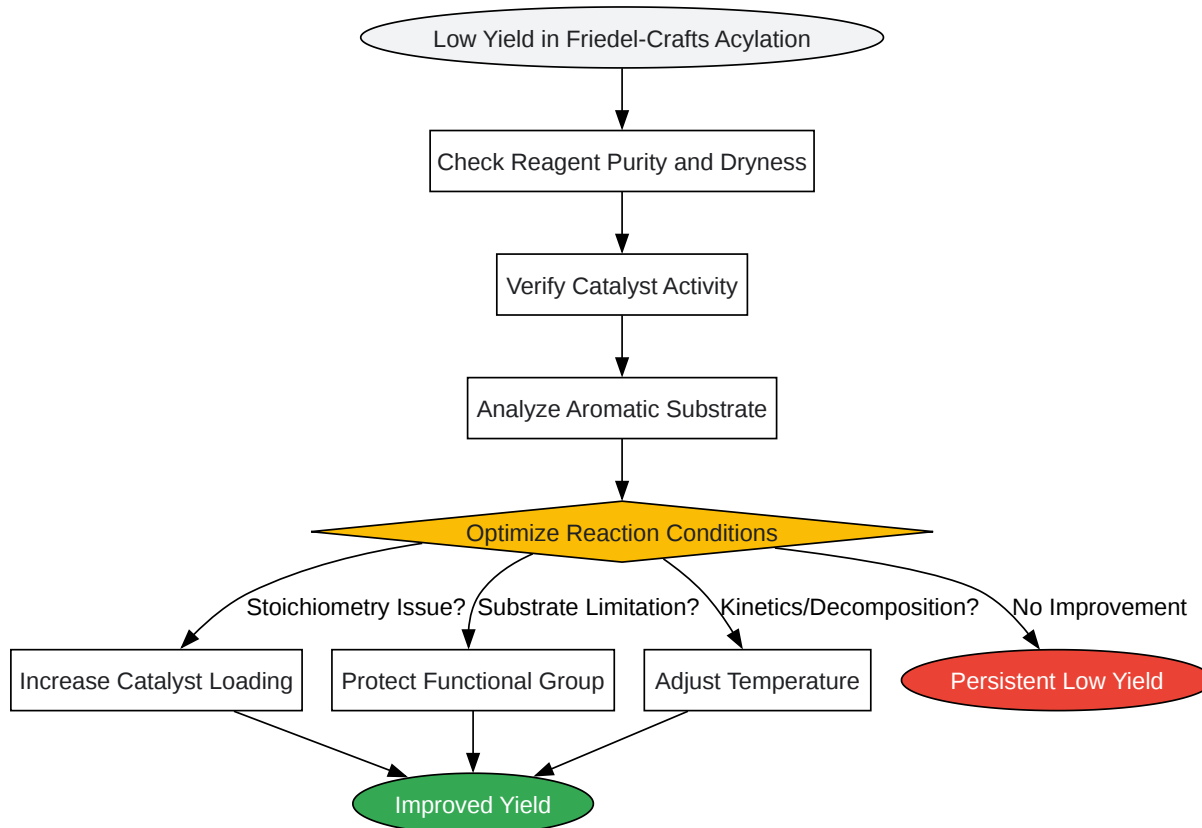 Low Yield in Friedel-Crafts Acylation
Check Reagent Purity and Dryness
Verify Catalyst Activity
Analyze Aromatic Substrate
Optimize Reaction Conditions
Stoichiometry Issue?
Substrate Limitation?
Kinetics/Decomposition?
No Improvement
Increase Catalyst Loading
Protect Functional Group
Adjust Temperature
Persistent Low Yield
Improved Yield